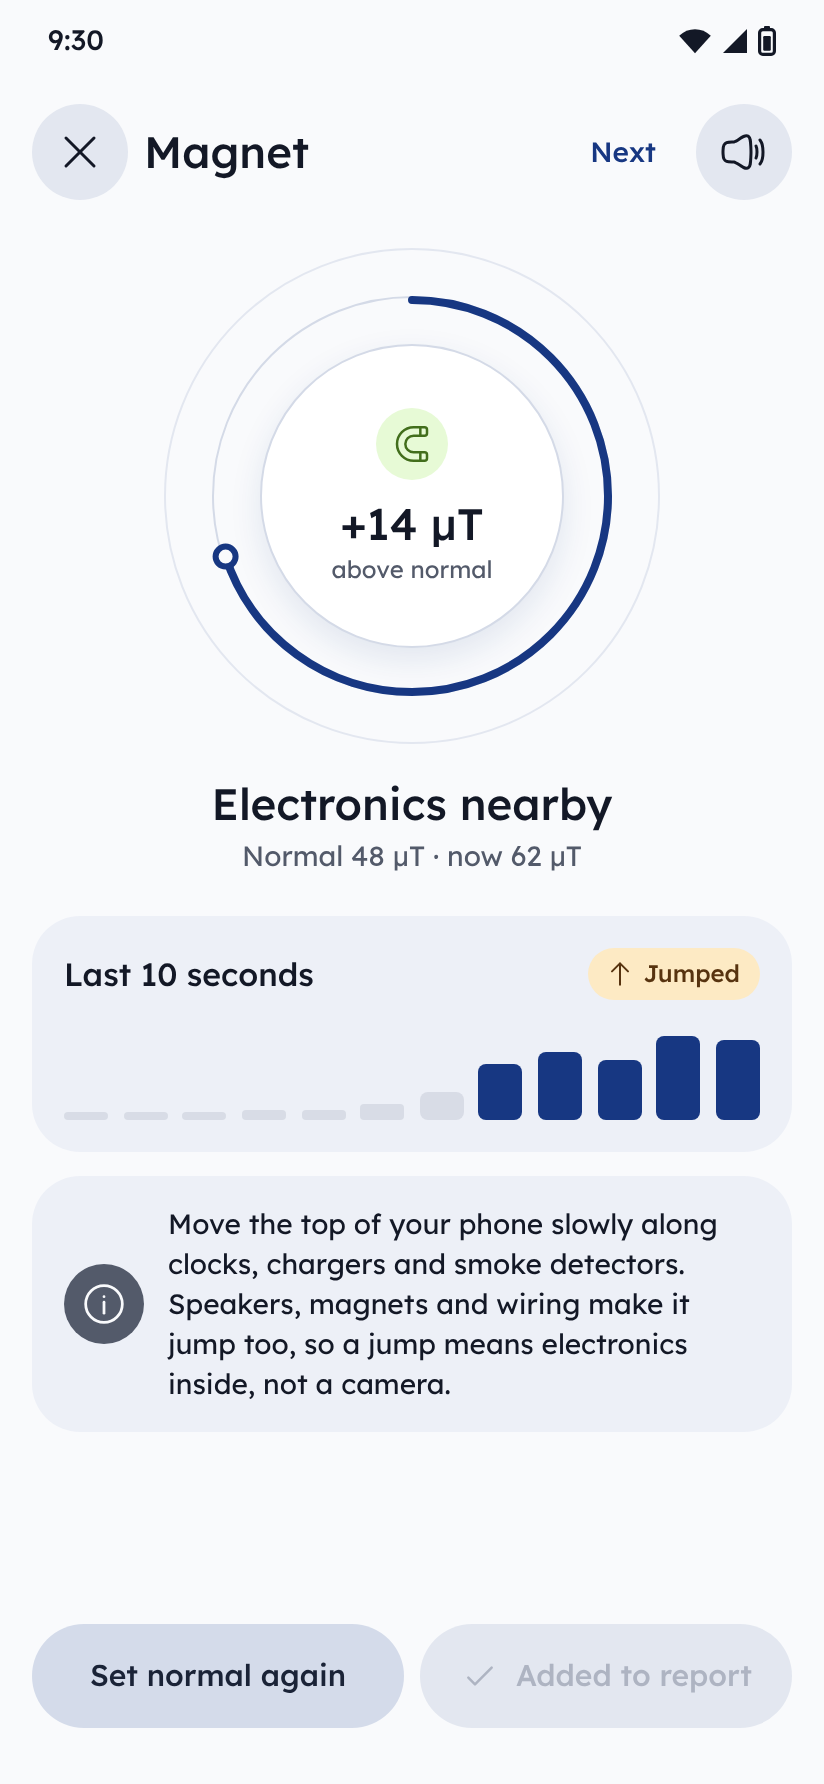 9:30
Magnet
Next
+14 µT
above normal
Electronics nearby
Normal 48 µT · now 62 µT
Last 10 seconds
Jumped
Move the top of your phone slowly along
clocks, chargers and smoke detectors.
Speakers, magnets and wiring make it
jump too, so a jump means electronics
inside, not a camera.
Set normal again
Added to report